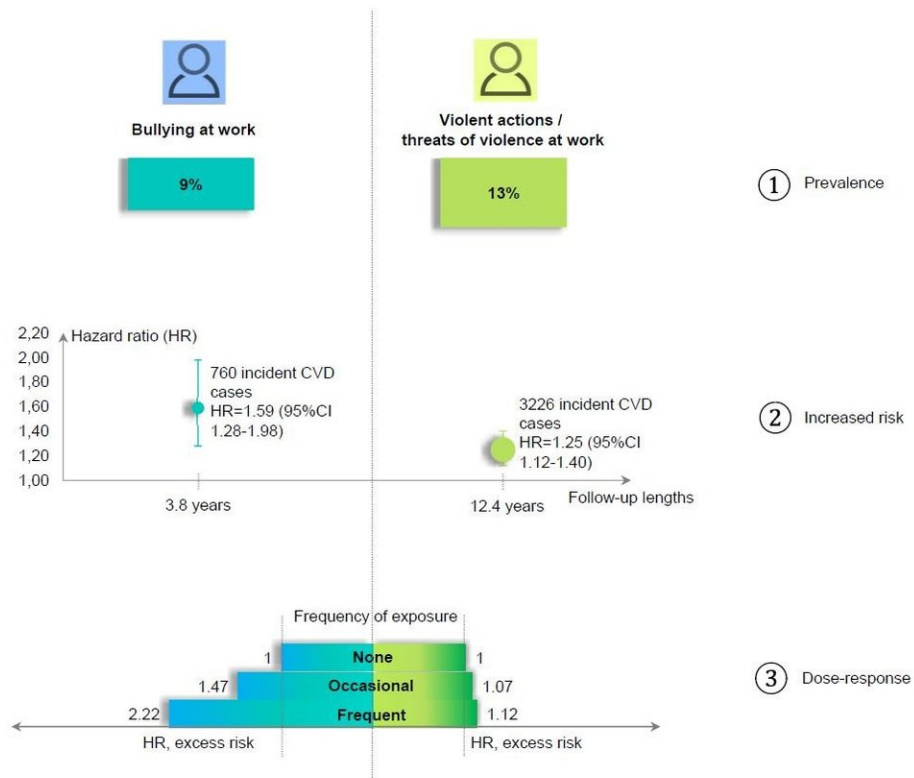 Bullying at work
Violent actions /
threats of violence at work
9%
13%
① Prevalence
2,20
2,00
1,80
1,60
1,40
1,20
1,00
Hazard ratio (HR)
760 incident CVD
cases
HR=1.59 (95%CI
1.28-1.98)
3226 incident CVD
cases
HR=1.25 (95%CI
1.12-1.40)
② Increased risk
3.8 years
12.4 years
Follow-up lengths
Frequency of exposure
1 None 1
1.47 Occasional 1.07
2.22 Frequent 1.12
③ Dose-response
HR, excess risk
HR, excess risk